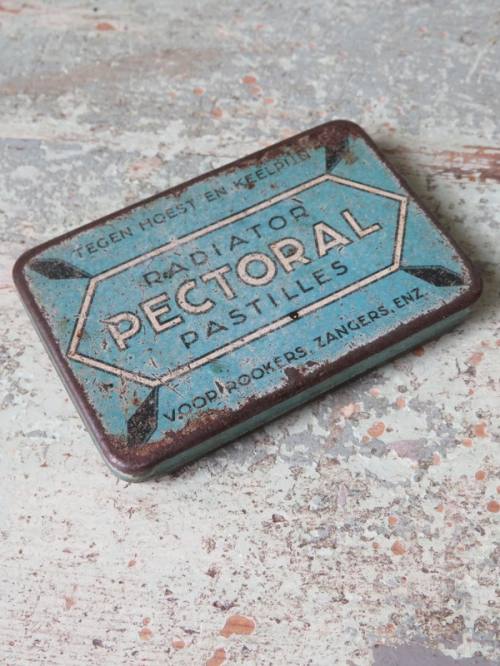 TEGEN HOEST EN KEELPIJN
RADIATOR
PECTORAL
PASTILLES
VOOR ROOKERS, ZANGERS, ENZ.